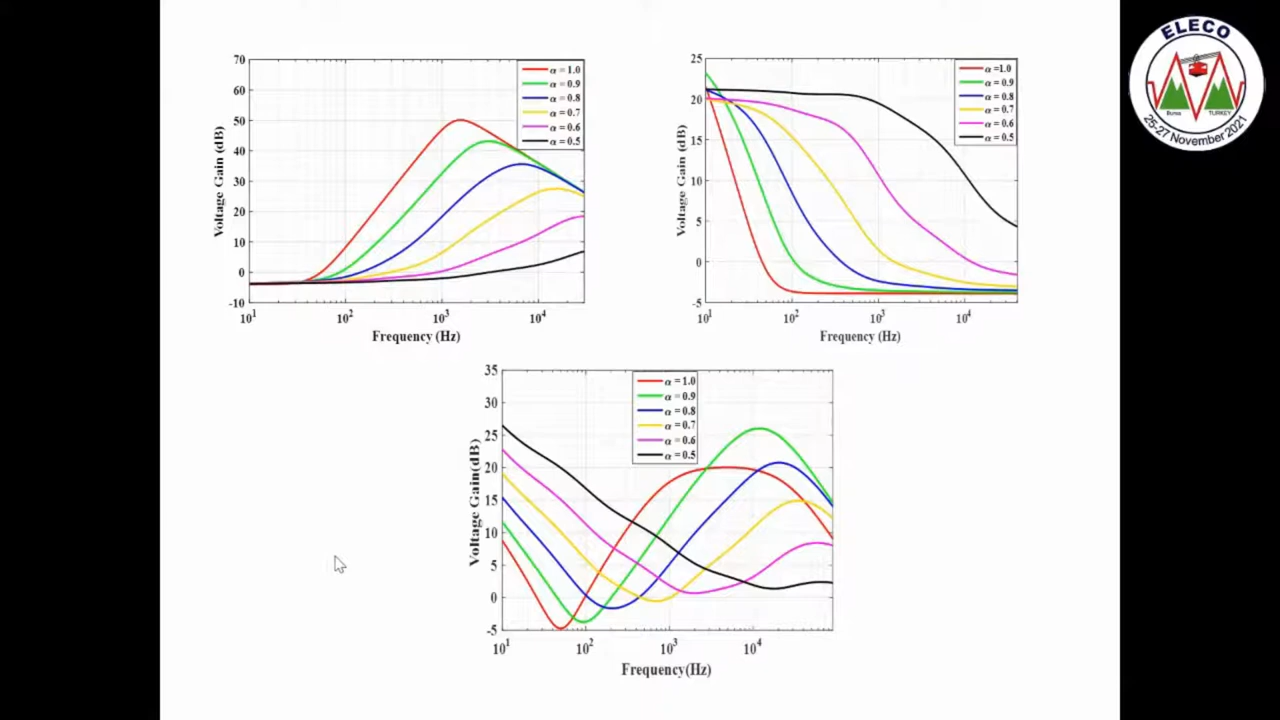 70
60
50
40
30
20
10
0
-10
Voltage Gain (dB)
α = 1.0
α = 0.9
α = 0.8
α = 0.7
α = 0.6
α = 0.5
10¹ 10² 10³ 10⁴
Frequency (Hz)
25
20
15
10
5
0
-5
Voltage Gain (dB)
α =1.0
α = 0.9
α = 0.8
α = 0.7
α = 0.6
α = 0.5
10¹ 10² 10³ 10⁴
Frequency (Hz)
ELECO
Bursa TURKEY
25-27 November 2021
35
30
25
20
15
10
5
0
-5
Voltage Gain(dB)
α = 1.0
α = 0.9
α = 0.8
α = 0.7
α = 0.6
α = 0.5
10¹ 10² 10³ 10⁴
Frequency(Hz)